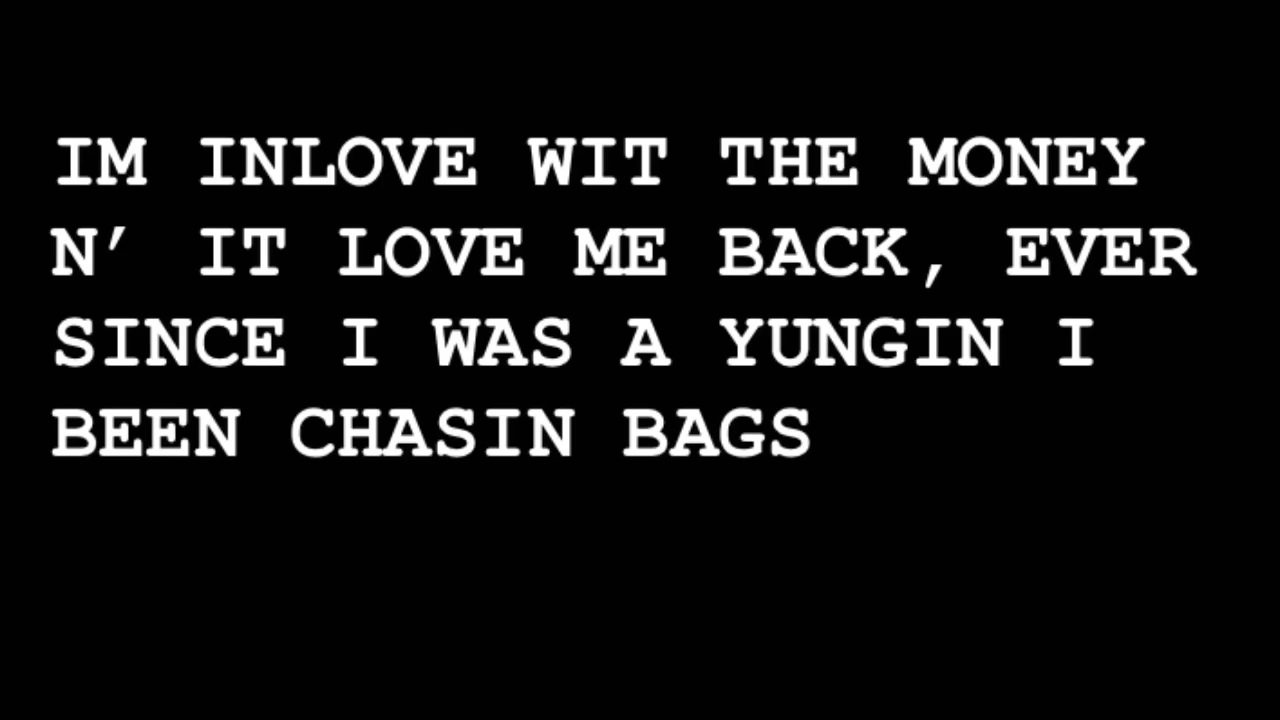 IM INLOVE WIT THE MONEY
N’ IT LOVE ME BACK, EVER
SINCE I WAS A YUNGIN I
BEEN CHASIN BAGS